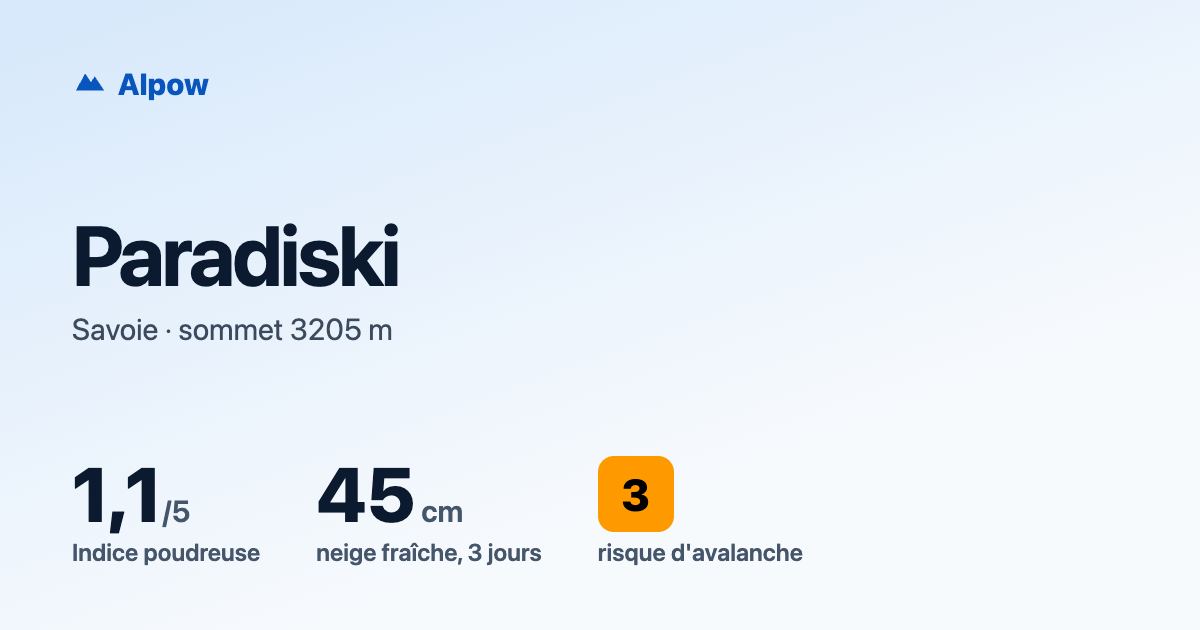 Alpow
Paradiski
Savoie · sommet 3205 m
1,1/5
Indice poudreuse
45 cm
neige fraîche, 3 jours
3
risque d'avalanche